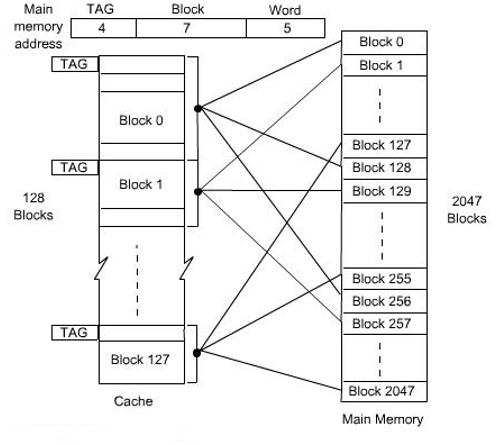 Main memory address
TAG Block Word
4 7 5
TAG
Block 0
TAG
Block 1
128 Blocks
TAG
Block 127
Cache
Block 0
Block 1
Block 127
Block 128
Block 129
2047 Blocks
Block 255
Block 256
Block 257
Block 2047
Main Memory